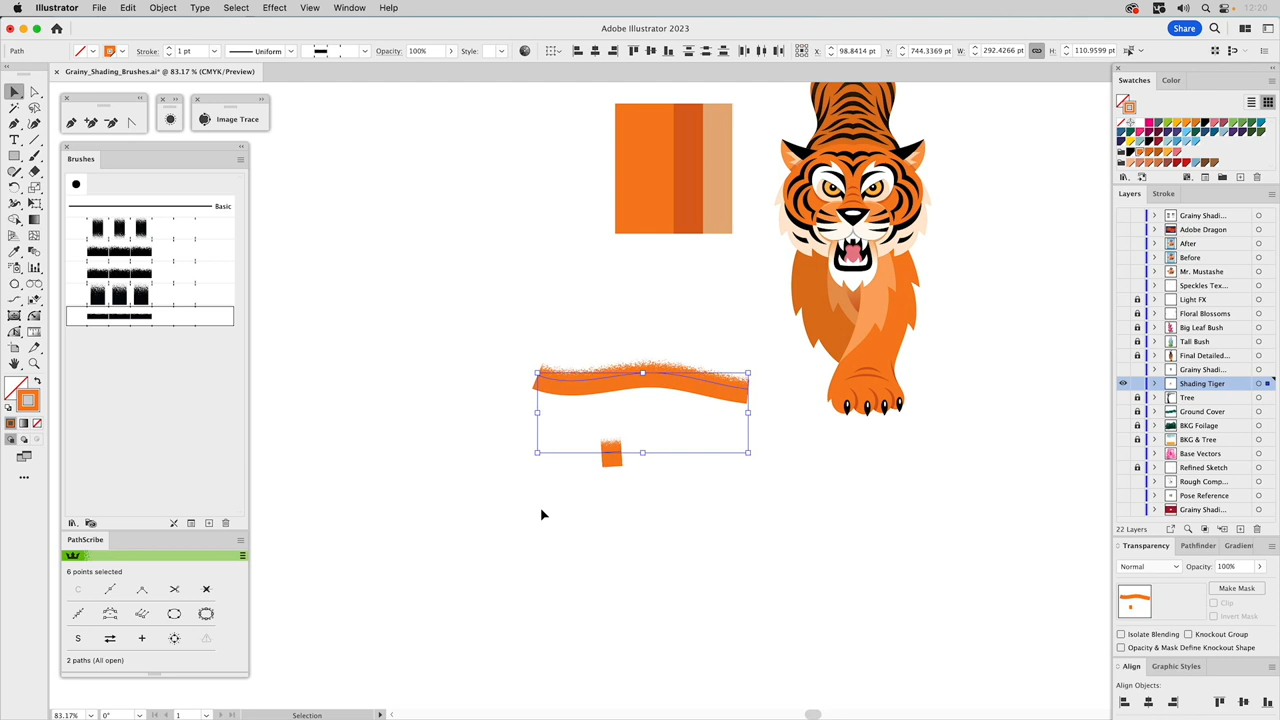 Illustrator File Edit Object Type Select Effect View Window Help 12:20
Adobe Illustrator 2023
Share
Path Stroke: 1 pt Uniform Opacity: 100% Style: X: 98.8414 pt Y: 744.3369 pt W: 292.4266 pt H: 110.9599 pt
× Grainy_Shading_Brushes.ai* @ 83.17 % (CMYK/Preview)
Image Trace
Brushes
Basic
PathScribe
6 points selected
S
2 paths (All open)
Swatches Color
Layers Stroke
Grainy Shadi...
Adobe Dragon
After
Before
Mr. Mustashe
Speckles Tex...
Light FX
Floral Blossoms
Big Leaf Bush
Tall Bush
Final Detailed...
Grainy Shadi...
Shading Tiger
Tree
Ground Cover
BKG Foliage
BKG & Tree
Base Vectors
Refined Sketch
Rough Comp...
Pose Reference
Grainy Shadi...
22 Layers
Transparency Pathfinder Gradient
Normal Opacity: 100%
Make Mask
Clip
Invert Mask
Isolate Blending Knockout Group
Opacity & Mask Define Knockout Shape
Align Graphic Styles
Align Objects:
83.17% 0° 1 Selection